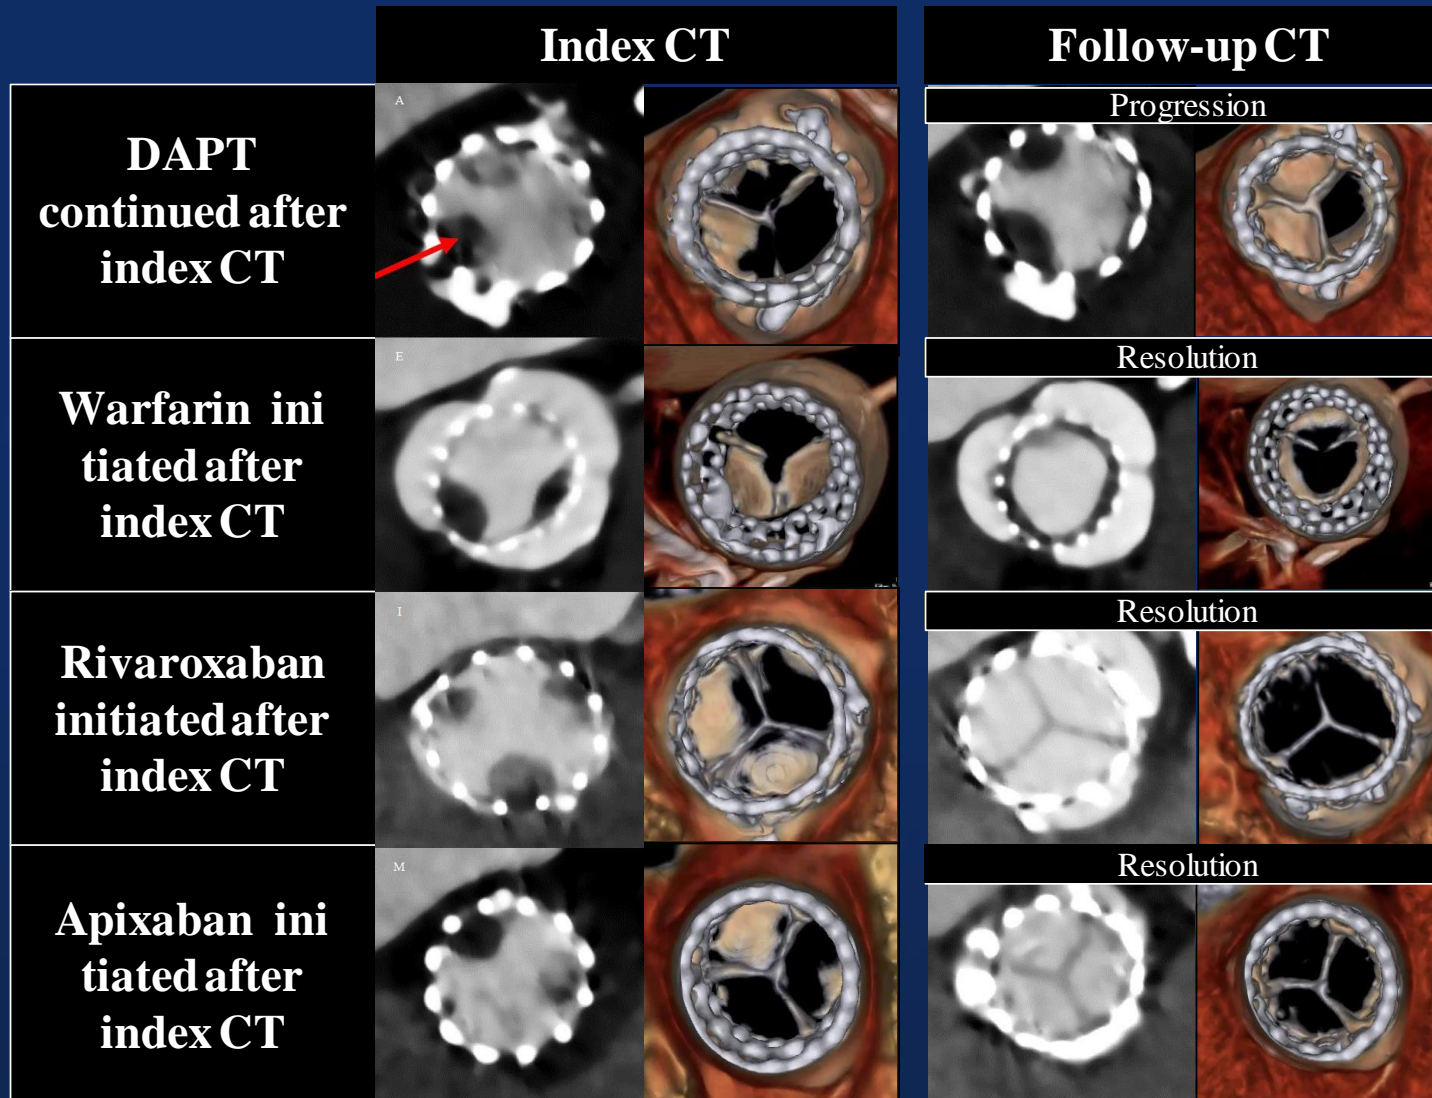 Index CT
Follow-up CT
DAPT
continued after
index CT
A
Progression
Warfarin ini
tiated after
index CT
E
Resolution
Rivaroxaban
initiated after
index CT
I
Resolution
Apixaban ini
tiated after
index CT
M
Resolution